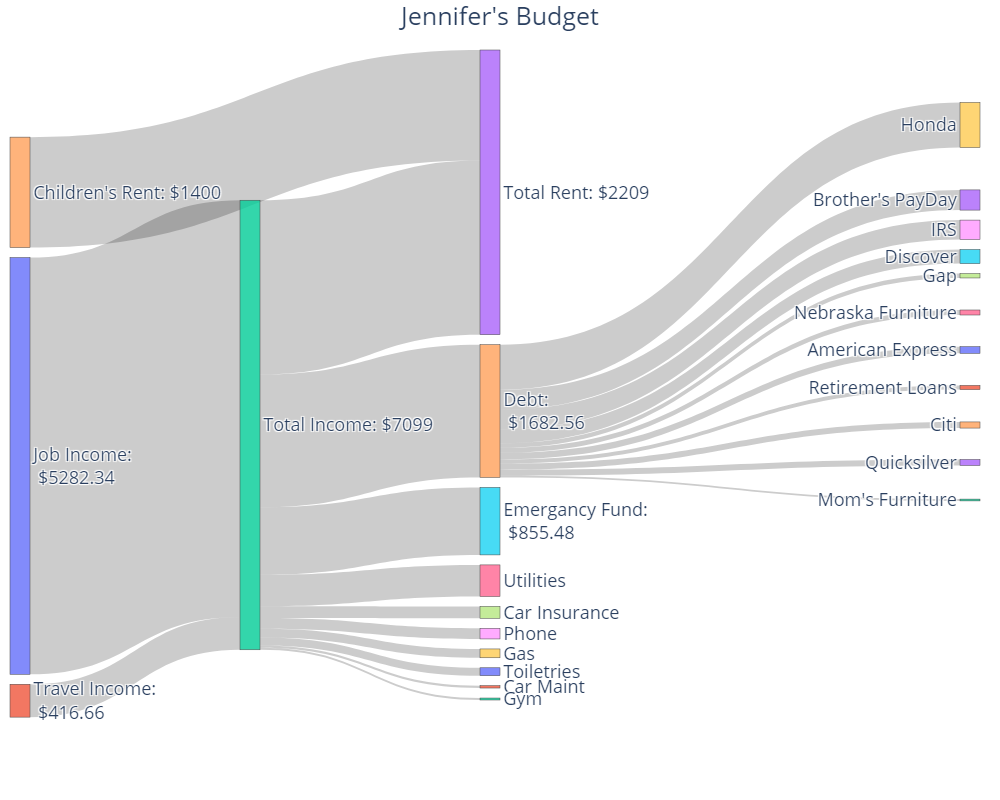 Jennifer's Budget
Children's Rent: $1400
Job Income:
$5282.34
Travel Income:
$416.66
Total Income: $7099
Total Rent: $2209
Debt:
$1682.56
Emergancy Fund:
$855.48
Utilities
Car Insurance
Phone
Gas
Toiletries
Car Maint
Gym
Honda
Brother's PayDay
IRS
Discover
Gap
Nebraska Furniture
American Express
Retirement Loans
Citi
Quicksilver
Mom's Furniture